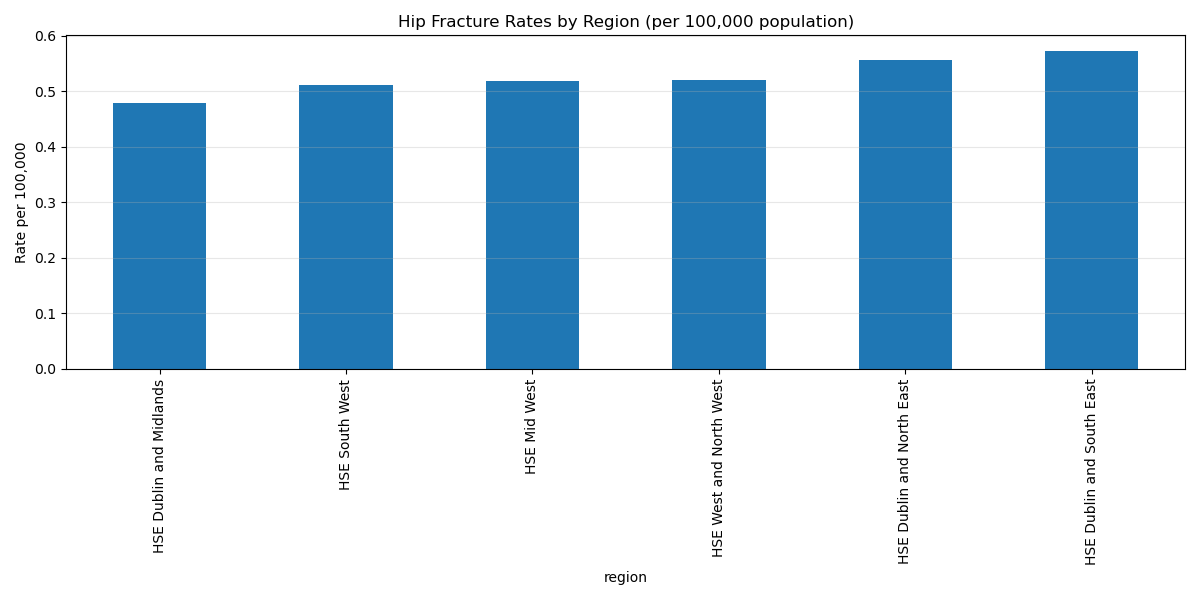 Hip Fracture Rates by Region (per 100,000 population)
Rate per 100,000
0.6
0.5
0.4
0.3
0.2
0.1
0.0
HSE Dublin and Midlands
HSE South West
HSE Mid West
HSE West and North West
HSE Dublin and North East
HSE Dublin and South East
region